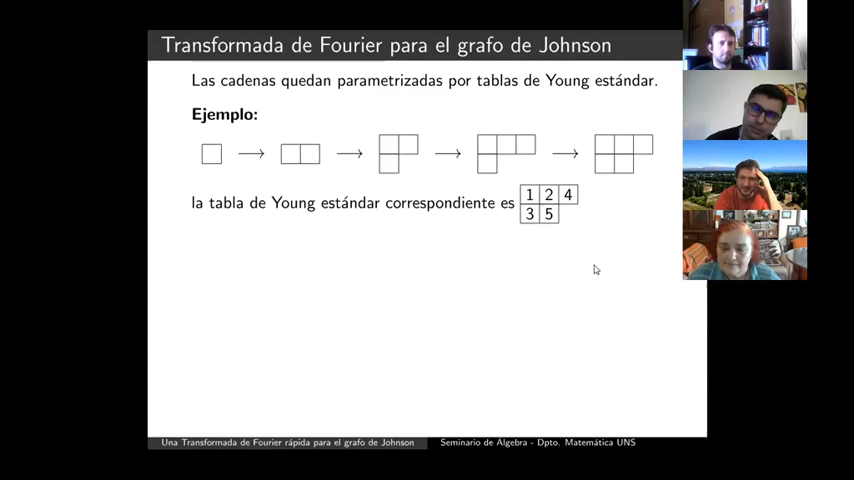 Transformada de Fourier para el grafo de Johnson
Las cadenas quedan parametrizadas por tablas de Young estándar.
Ejemplo:
la tabla de Young estándar correspondiente es
1 2 4
3 5
Una Transformada de Fourier rápida para el grafo de Johnson
Seminario de Álgebra - Dpto. Matemática UNS